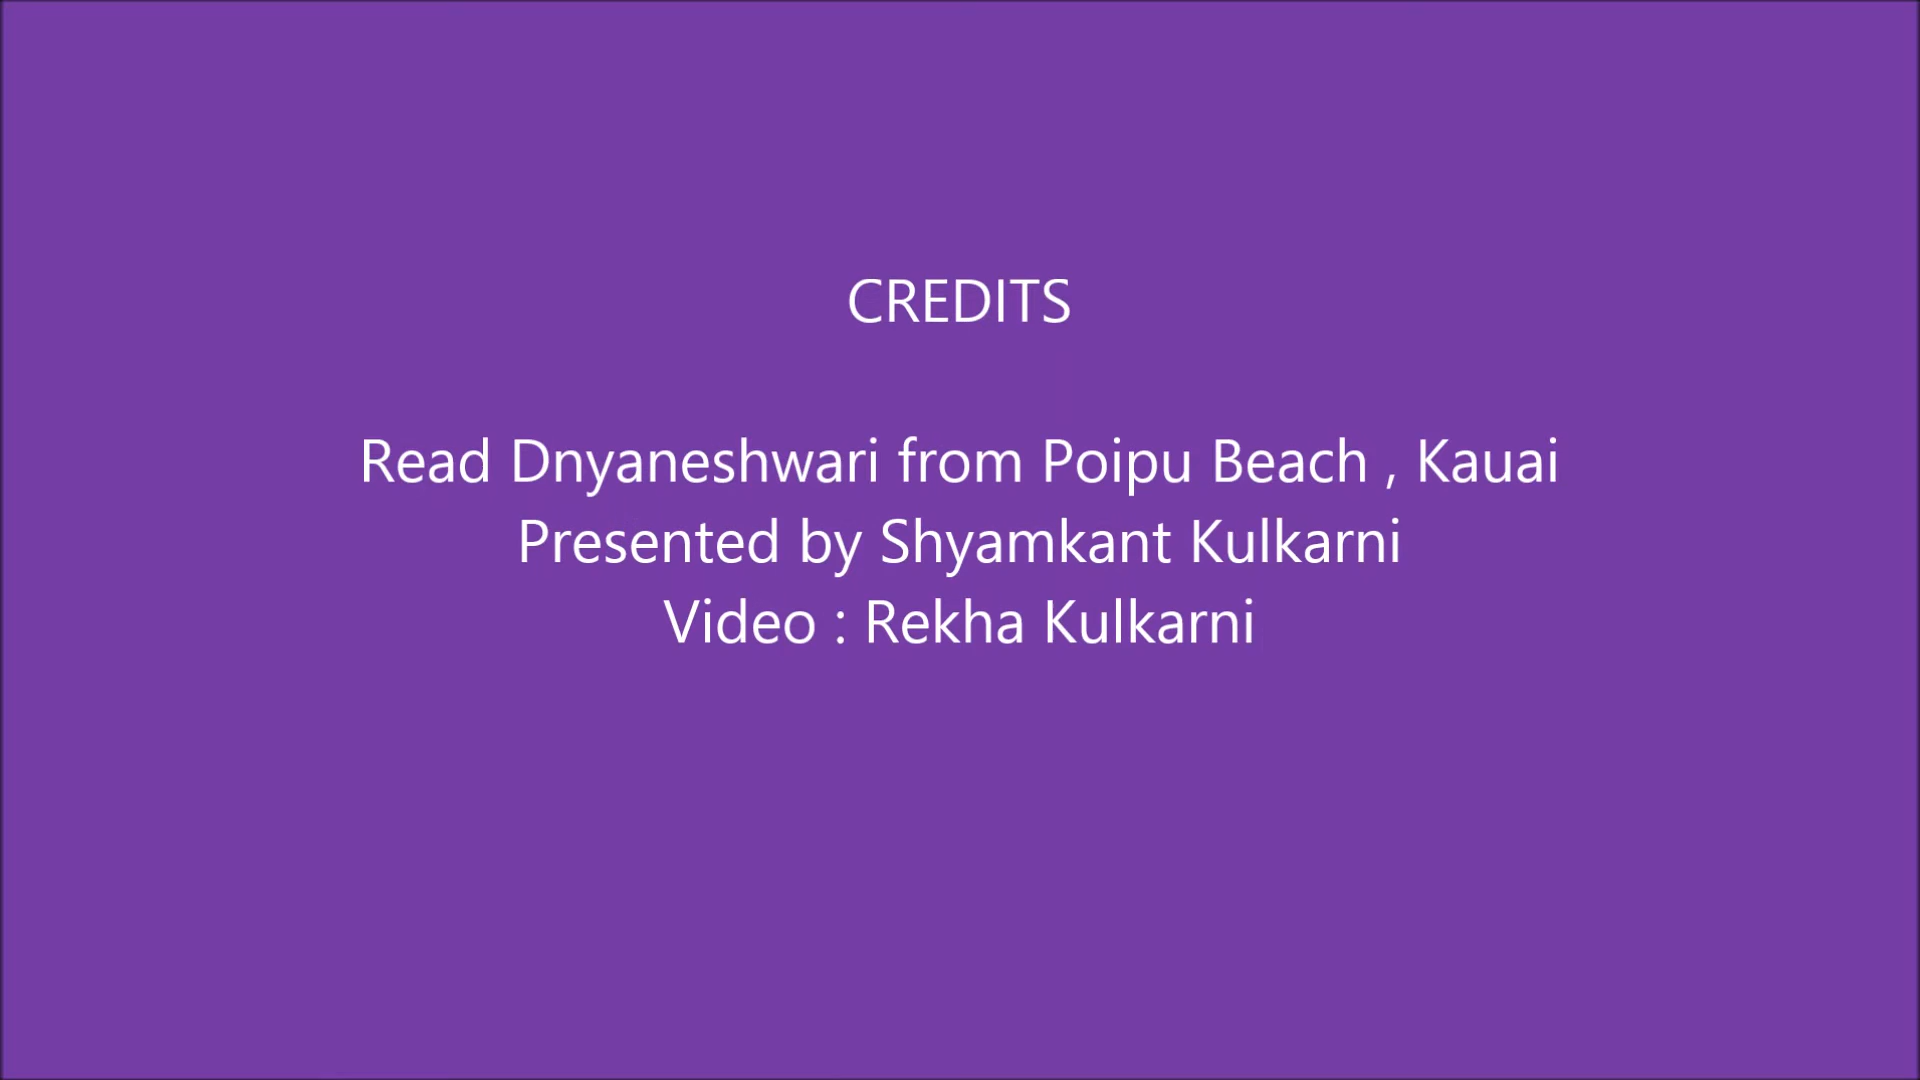 CREDITS
Read Dnyaneshwari from Poipu Beach , Kauai
Presented by Shyamkant Kulkarni
Video : Rekha Kulkarni